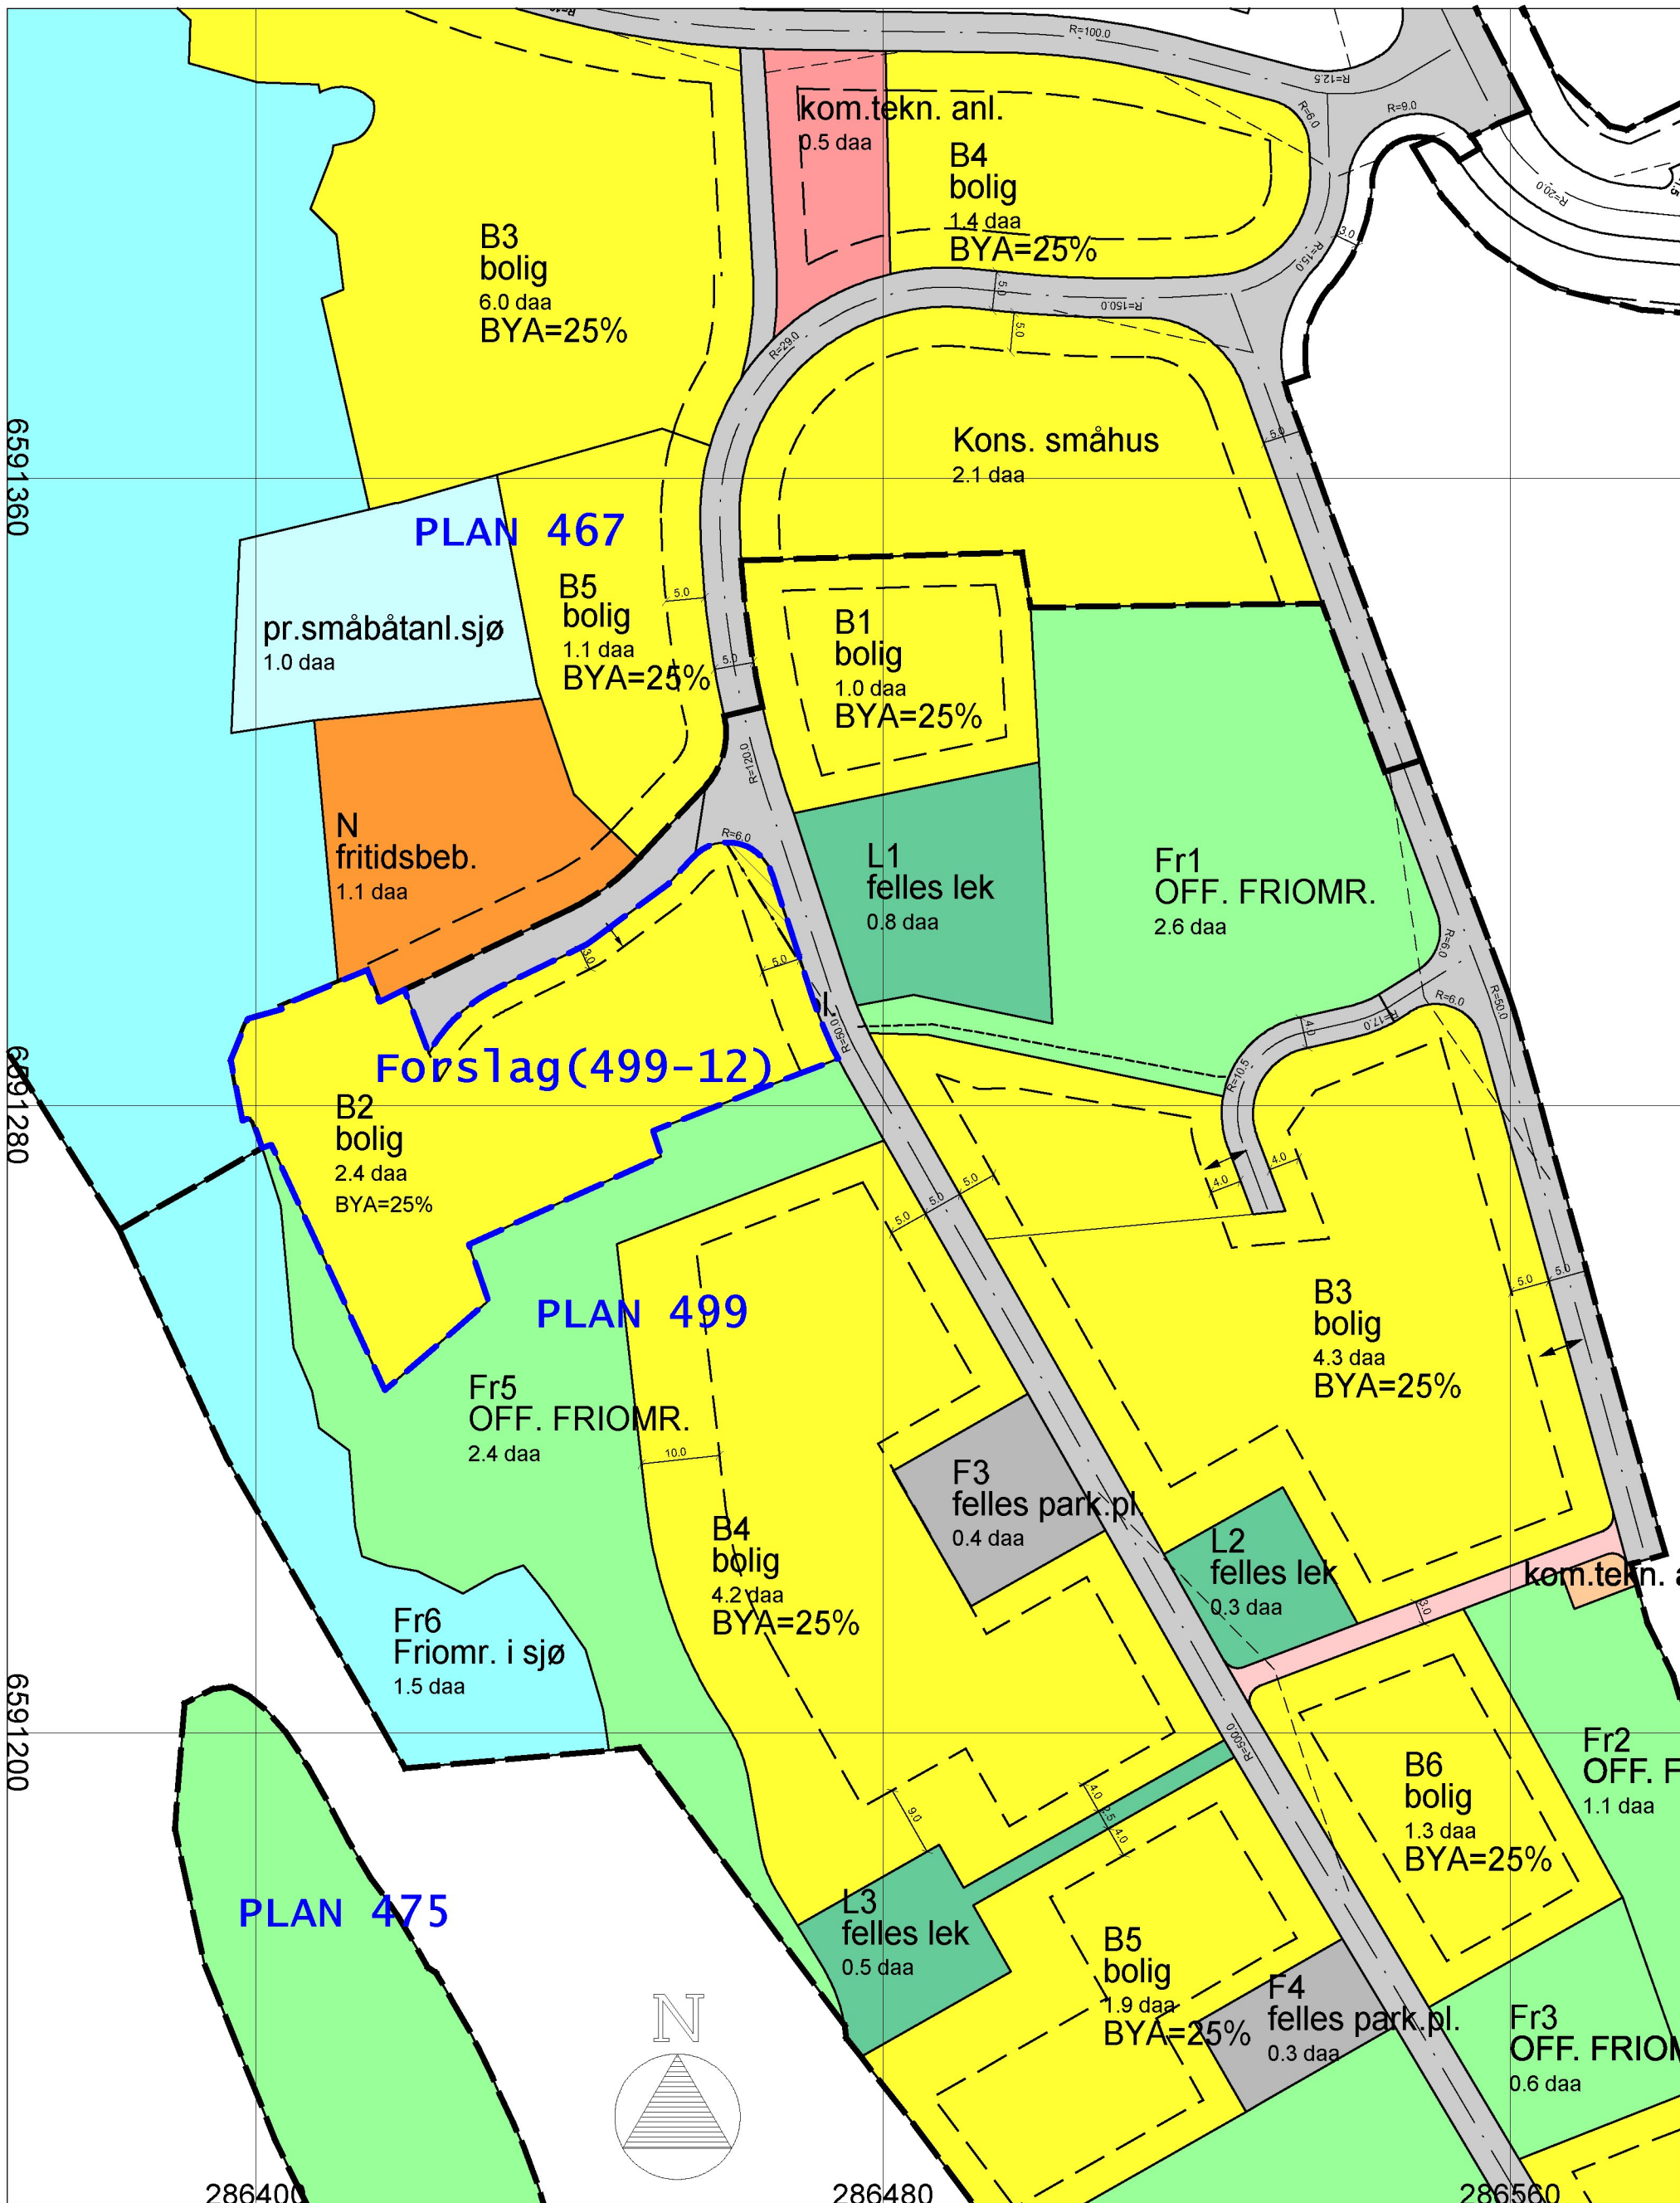 R=100.0
R=12.5
R=6.0
R=9.0
R=20.0
kom.tekn. anl.
0.5 daa
B4
bolig
1.4 daa
BYA=25%
3.0
R=15.0
B3
bolig
6.0 daa
BYA=25%
5.0
R=150.0
5.0
R=29.0
5.0
Kons. småhus
2.1 daa
6591360
PLAN 467
B5
bolig
1.1 daa
BYA=25%
5.0
5.0
pr.småbåtanl.sjø
1.0 daa
B1
bolig
1.0 daa
BYA=25%
R=120.0
R=6.0
N
fritidsbeb.
1.1 daa
L1
felles lek
0.8 daa
Fr1
OFF. FRIOMR.
2.6 daa
3.0
5.0
R=6.0
R=6.0
R=50.0
R=17.0
4.0
R=10.5
R=50.0
Forslag(499-12)
6591280
B2
bolig
2.4 daa
BYA=25%
4.0
4.0
5.0
5.0
5.0
5.0
5.0
PLAN 499
B3
bolig
4.3 daa
BYA=25%
Fr5
OFF. FRIOMR.
2.4 daa
10.0
F3
felles park.pl.
0.4 daa
B4
bolig
4.2 daa
BYA=25%
L2
felles lek
0.3 daa
kom.tekn. a
3.0
Fr6
Friomr. i sjø
1.5 daa
6591200
R=500.0
Fr2
OFF. F
1.1 daa
B6
bolig
1.3 daa
BYA=25%
4.0
2.5
4.0
9.0
PLAN 475
L3
felles lek
0.5 daa
B5
bolig
1.9 daa
BYA=25%
F4
felles park.pl.
0.3 daa
Fr3
OFF. FRIOM
0.6 daa
N
286400
286480
286560